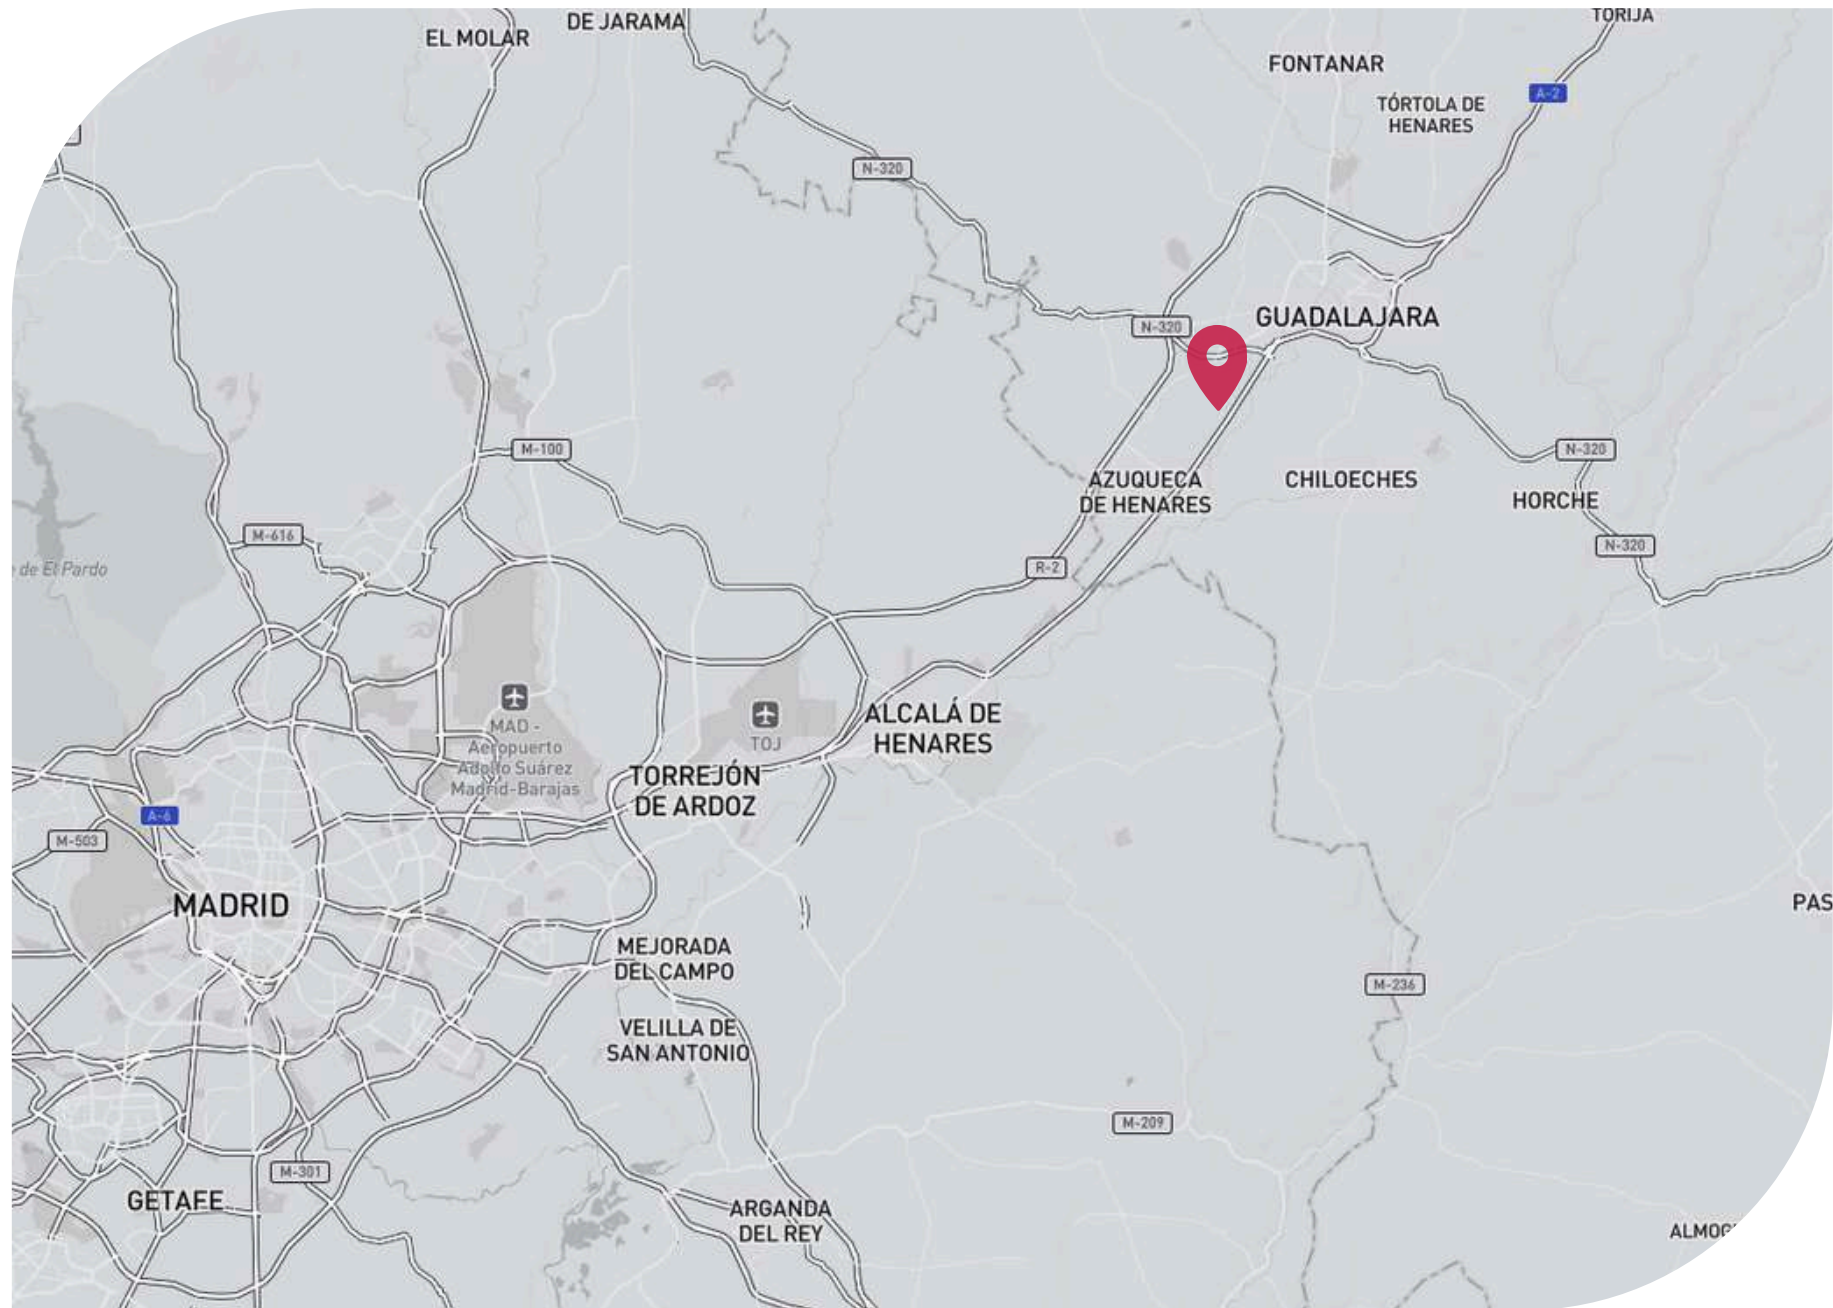 EL MOLAR
DE JARAMA
TORIJA
FONTANAR
A-2
TÓRTOLA DE
HENARES
N-320
GUADALAJARA
N-320
M-100
N-320
AZUQUECA
DE HENARES
CHILOECHES
HORCHE
M-616
N-320
de El Pardo
R-2
MAD -
Aeropuerto
Adolfo Suárez
Madrid-Barajas
TOJ
ALCALÁ DE
HENARES
TORREJÓN
DE ARDOZ
A-6
M-503
MADRID
PAS
MEJORADA
DEL CAMPO
M-236
VELILLA DE
SAN ANTONIO
M-209
M-301
GETAFE
ARGANDA
DEL REY
ALMOG